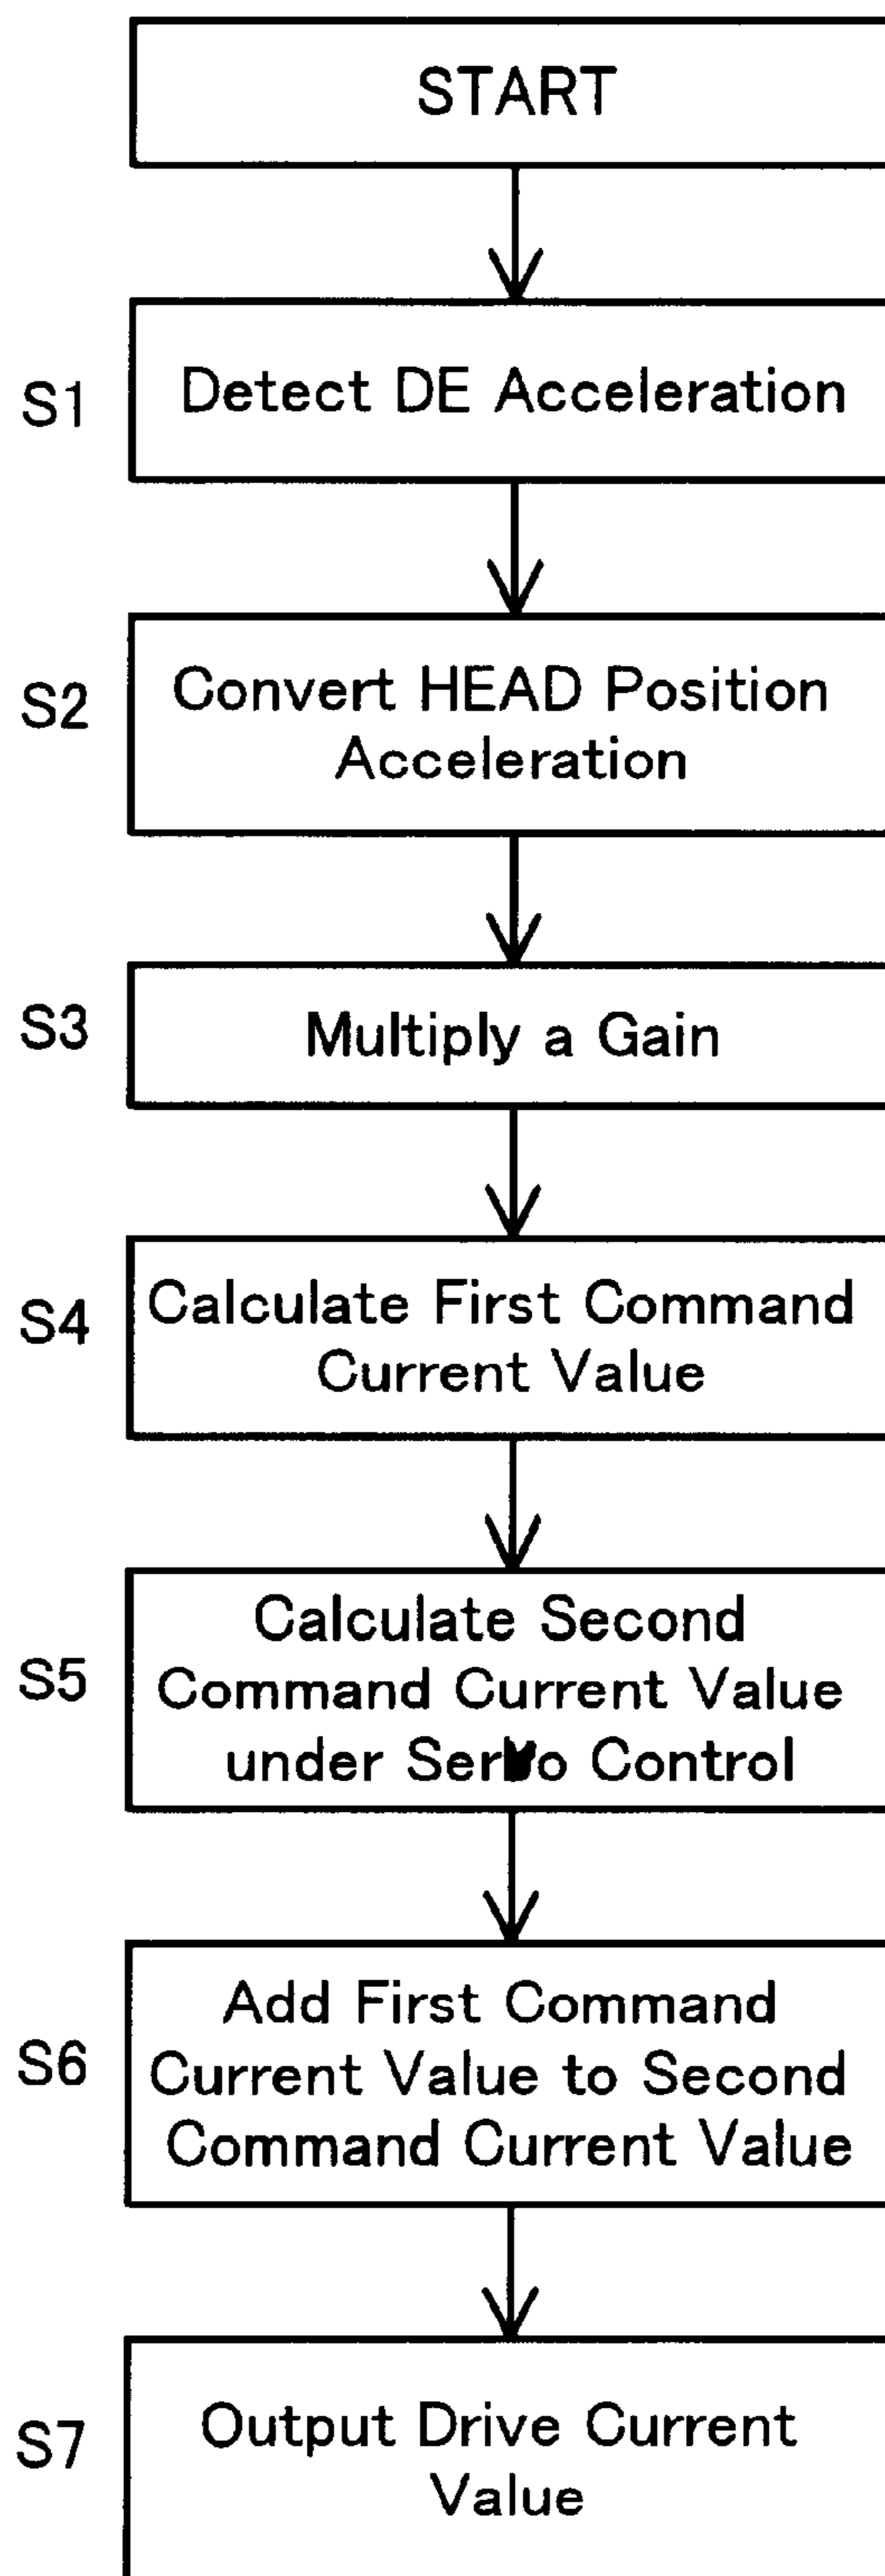 START
S1
Detect DE Acceleration
S2
Convert HEAD Position
Acceleration
S3
Multiply a Gain
S4
Calculate First Command
Current Value
S5
Calculate Second
Command Current Value
under Servo Control
S6
Add First Command
Current Value to Second
Command Current Value
S7
Output Drive Current
Value